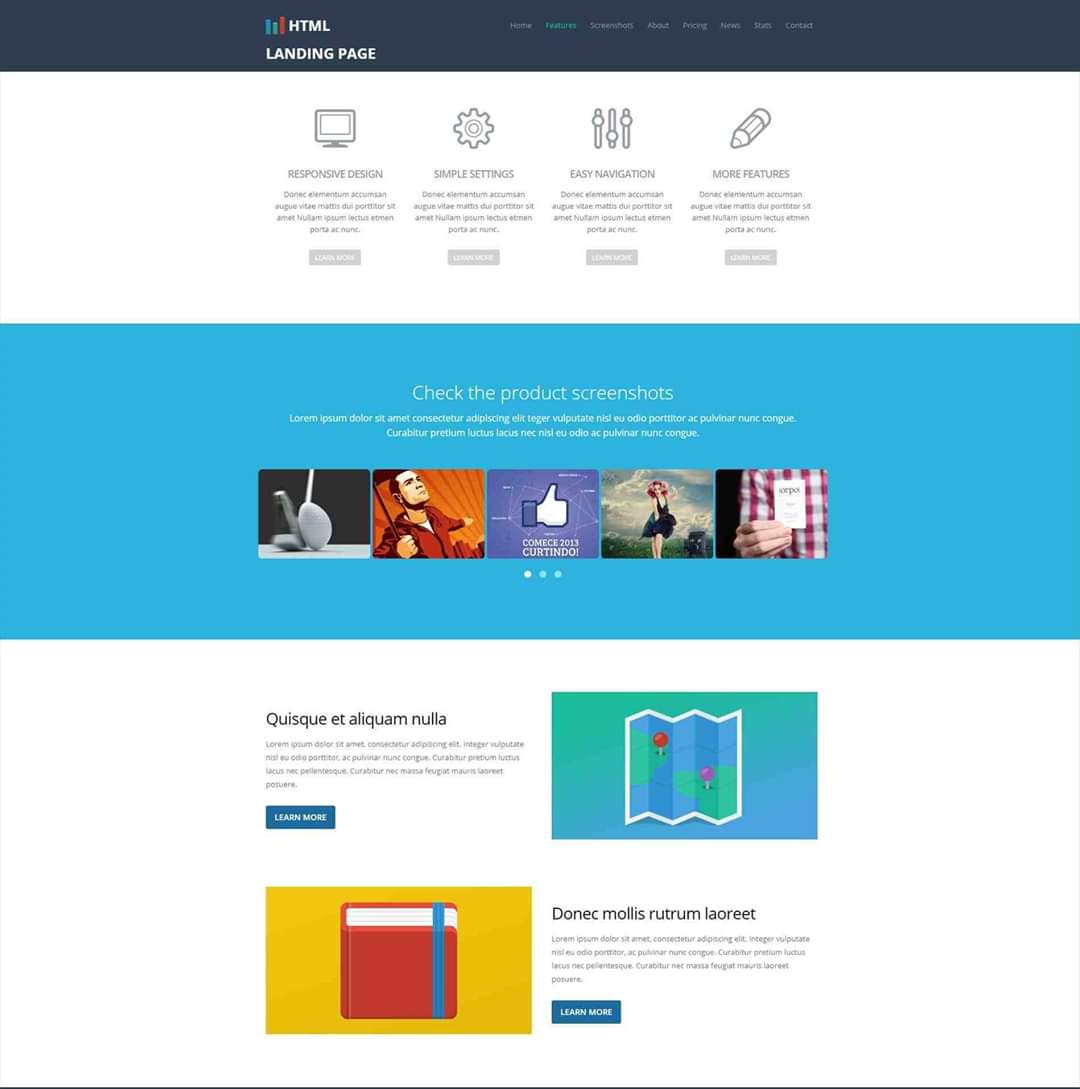 HTML
LANDING PAGE
Home Features Screenshots About Pricing News Stats Contact
RESPONSIVE DESIGN
Donec elementum accumsan
augue vitae mattis dui porttitor sit
amet Nullam ipsum lectus etmen
porta ac nunc.
LEARN MORE
SIMPLE SETTINGS
Donec elementum accumsan
augue vitae mattis dui porttitor sit
amet Nullam ipsum lectus etmen
porta ac nunc.
LEARN MORE
EASY NAVIGATION
Donec elementum accumsan
augue vitae mattis dui porttitor sit
amet Nullam ipsum lectus etmen
porta ac nunc.
LEARN MORE
MORE FEATURES
Donec elementum accumsan
augue vitae mattis dui porttitor sit
amet Nullam ipsum lectus etmen
porta ac nunc.
LEARN MORE
Check the product screenshots
Lorem ipsum dolor sit amet consectetur adipiscing elit teger vulputate nisl eu odio porttitor ac pulvinar nunc congue.
Curabitur pretium luctus lacus nec nisl eu odio ac pulvinar nunc congue.
COMECE 2013
CURTINDO!
Quisque et aliquam nulla
Lorem ipsum dolor sit amet, consectetur adipiscing elit. Integer vulputate
nisl eu odio porttitor, ac pulvinar nunc congue. Curabitur pretium luctus
lacus nec pellentesque. Curabitur nec massa feugiat mauris laoreet
posuere.
LEARN MORE
Donec mollis rutrum laoreet
Lorem ipsum dolor sit amet, consectetur adipiscing elit. Integer vulputate
nisl eu odio porttitor, ac pulvinar nunc congue. Curabitur pretium luctus
lacus nec pellentesque. Curabitur nec massa feugiat mauris laoreet
posuere.
LEARN MORE